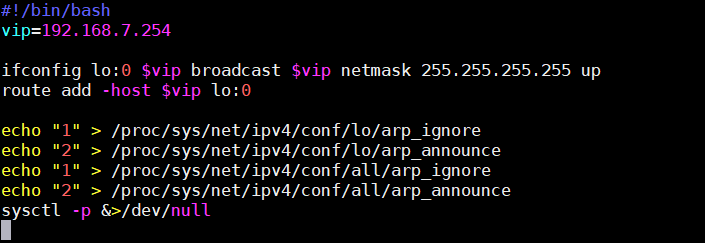 #!/bin/bash
vip=192.168.7.254
ifconfig lo:0 $vip broadcast $vip netmask 255.255.255.255 up
route add -host $vip lo:0
echo "1" > /proc/sys/net/ipv4/conf/lo/arp_ignore
echo "2" > /proc/sys/net/ipv4/conf/lo/arp_announce
echo "1" > /proc/sys/net/ipv4/conf/all/arp_ignore
echo "2" > /proc/sys/net/ipv4/conf/all/arp_announce
sysctl -p &>/dev/null